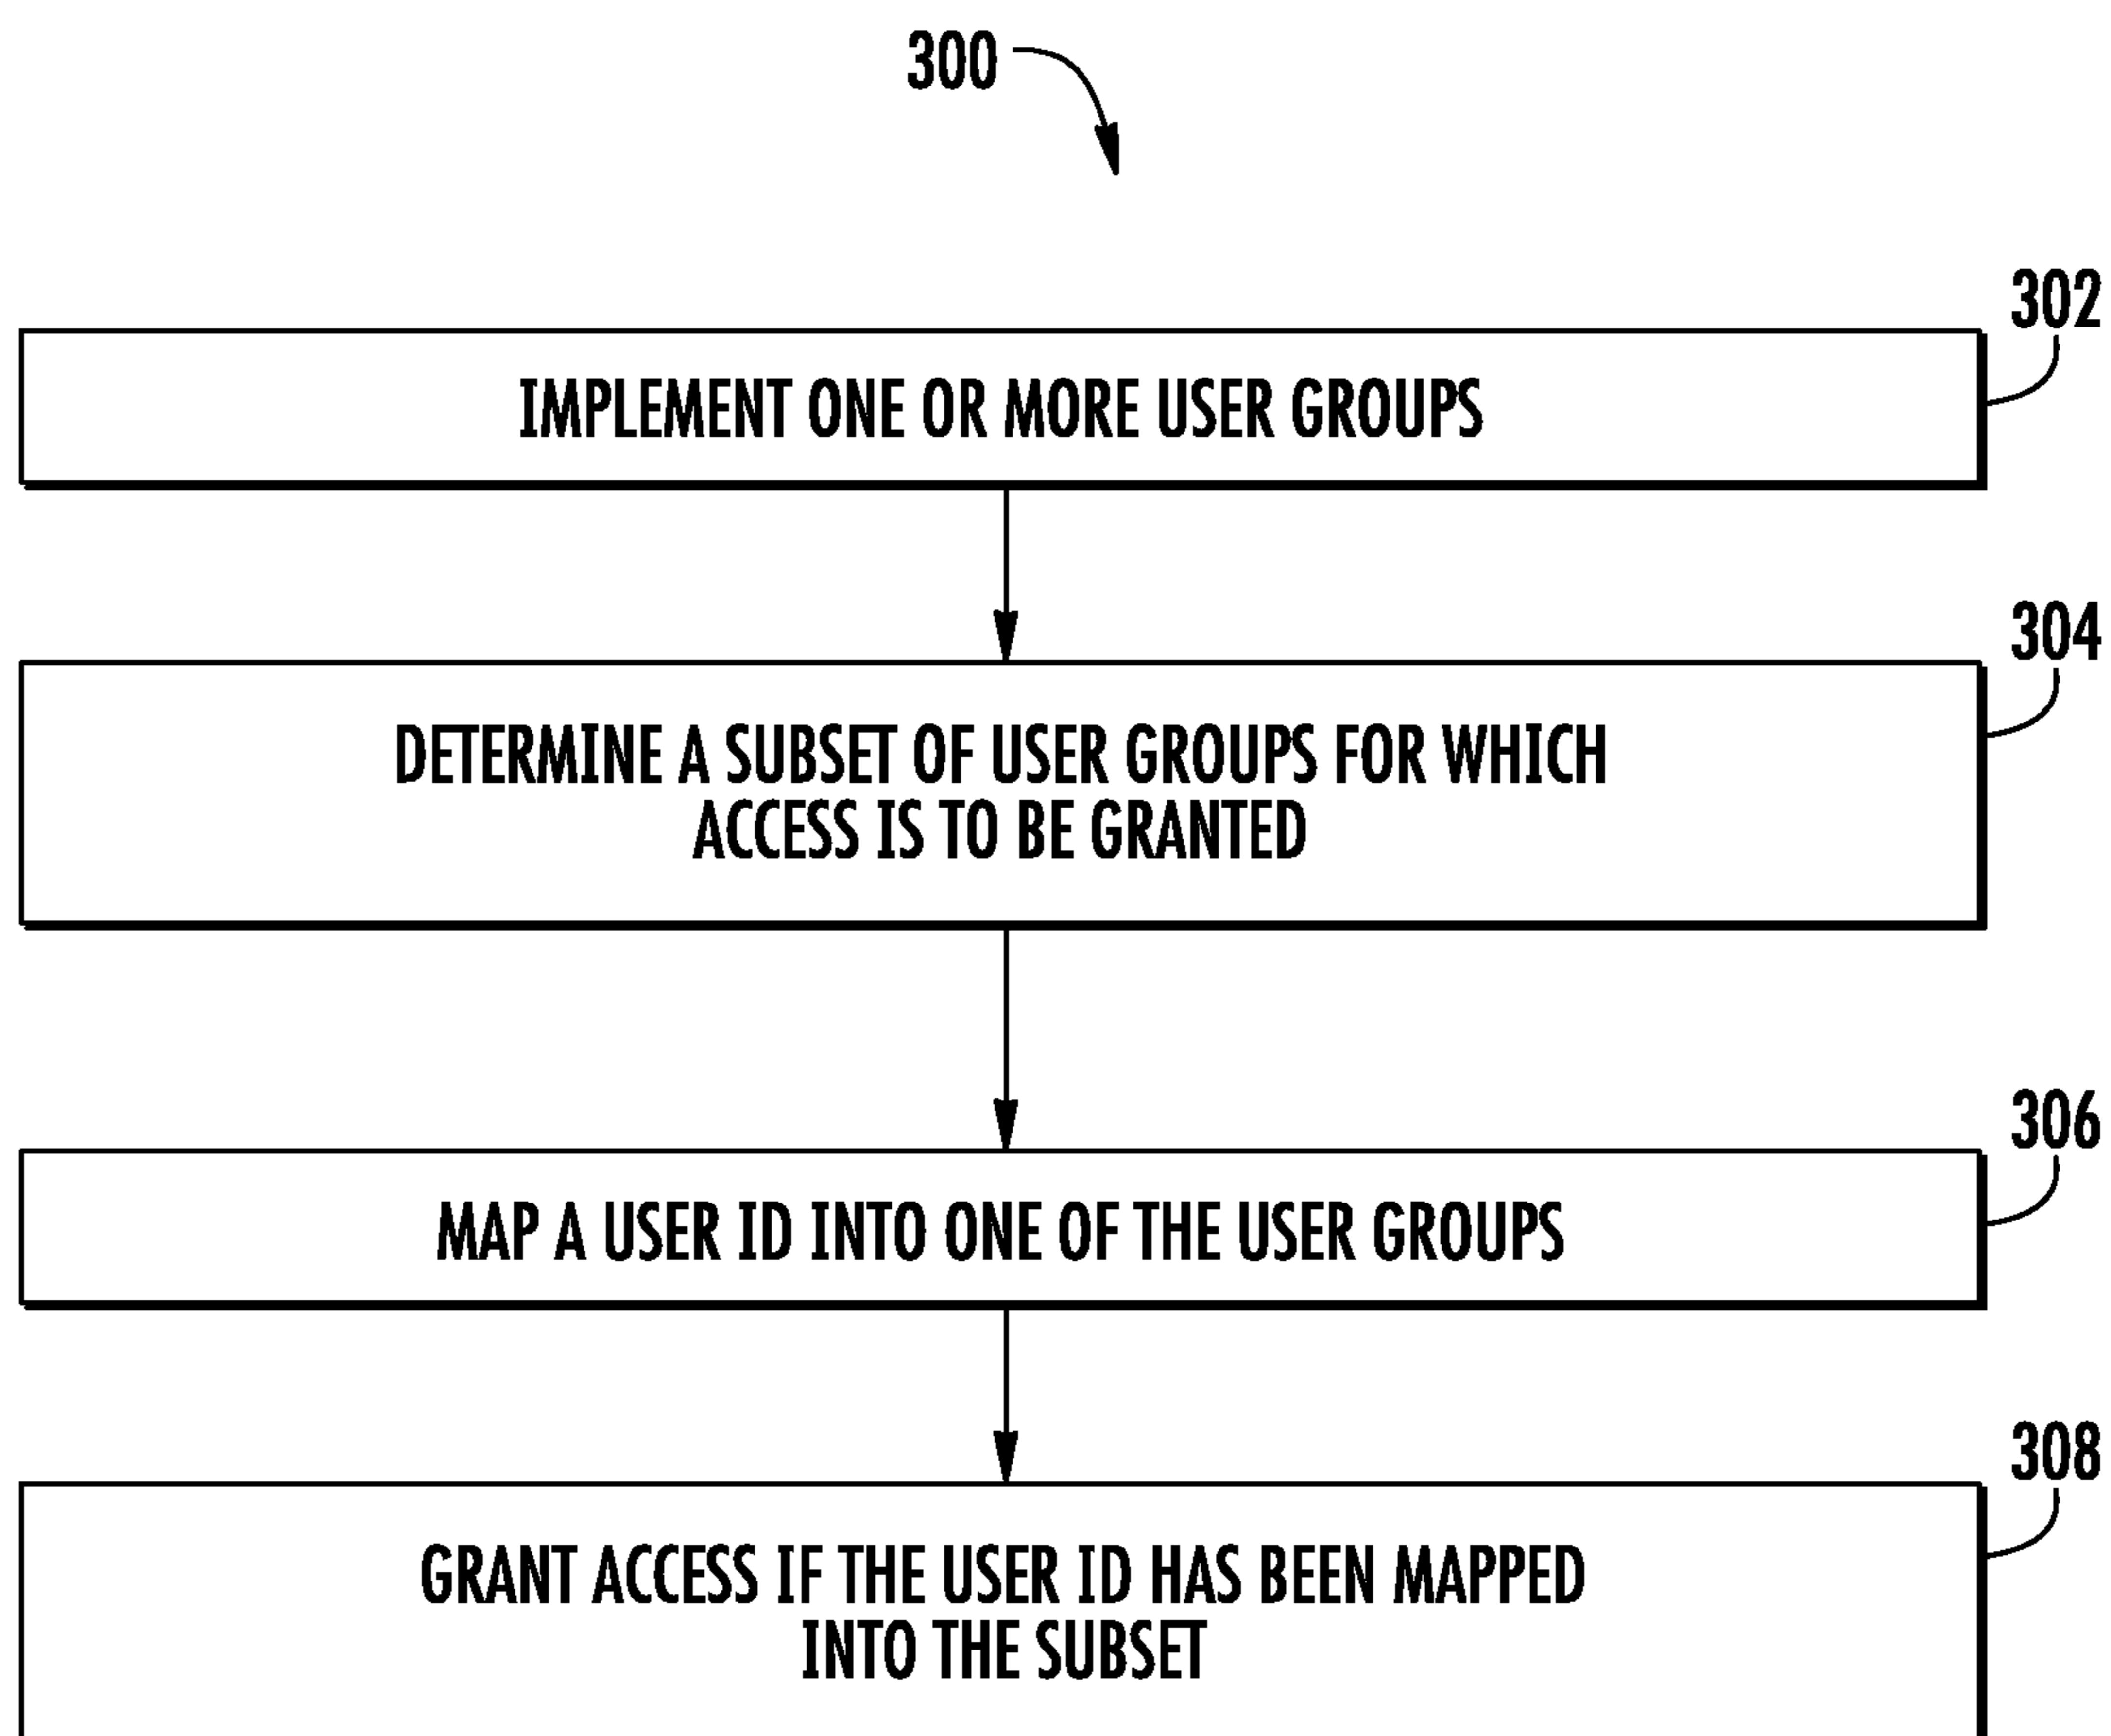 300
302
IMPLEMENT ONE OR MORE USER GROUPS
304
DETERMINE A SUBSET OF USER GROUPS FOR WHICH
ACCESS IS TO BE GRANTED
306
MAP A USER ID INTO ONE OF THE USER GROUPS
308
GRANT ACCESS IF THE USER ID HAS BEEN MAPPED
INTO THE SUBSET